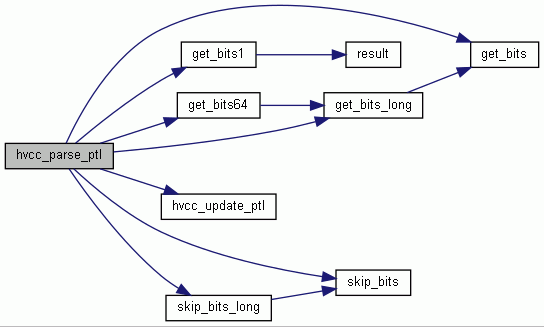 get_bits1
result
get_bits
get_bits64
get_bits_long
hvcc_parse_ptl
hvcc_update_ptl
skip_bits
skip_bits_long